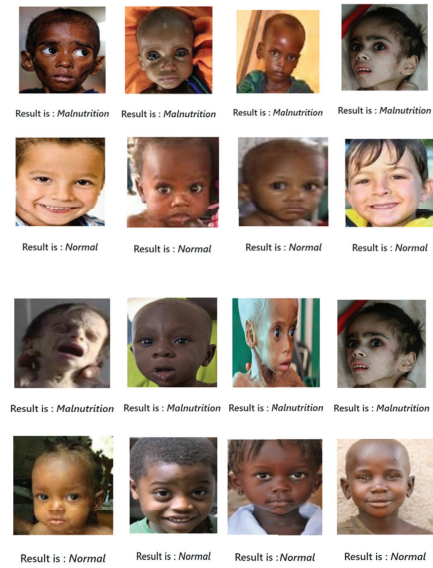 Result is : Malnutrition Result is : Malnutrition Result is : Malnutrition Result is : Malnutrition
Result is : Normal Result is : Normal Result is : Normal Result is : Normal
Result is : Malnutrition Result is : Malnutrition Result is : Malnutrition Result is : Malnutrition
Result is : Normal Result is : Normal Result is :Normal Result is : Normal